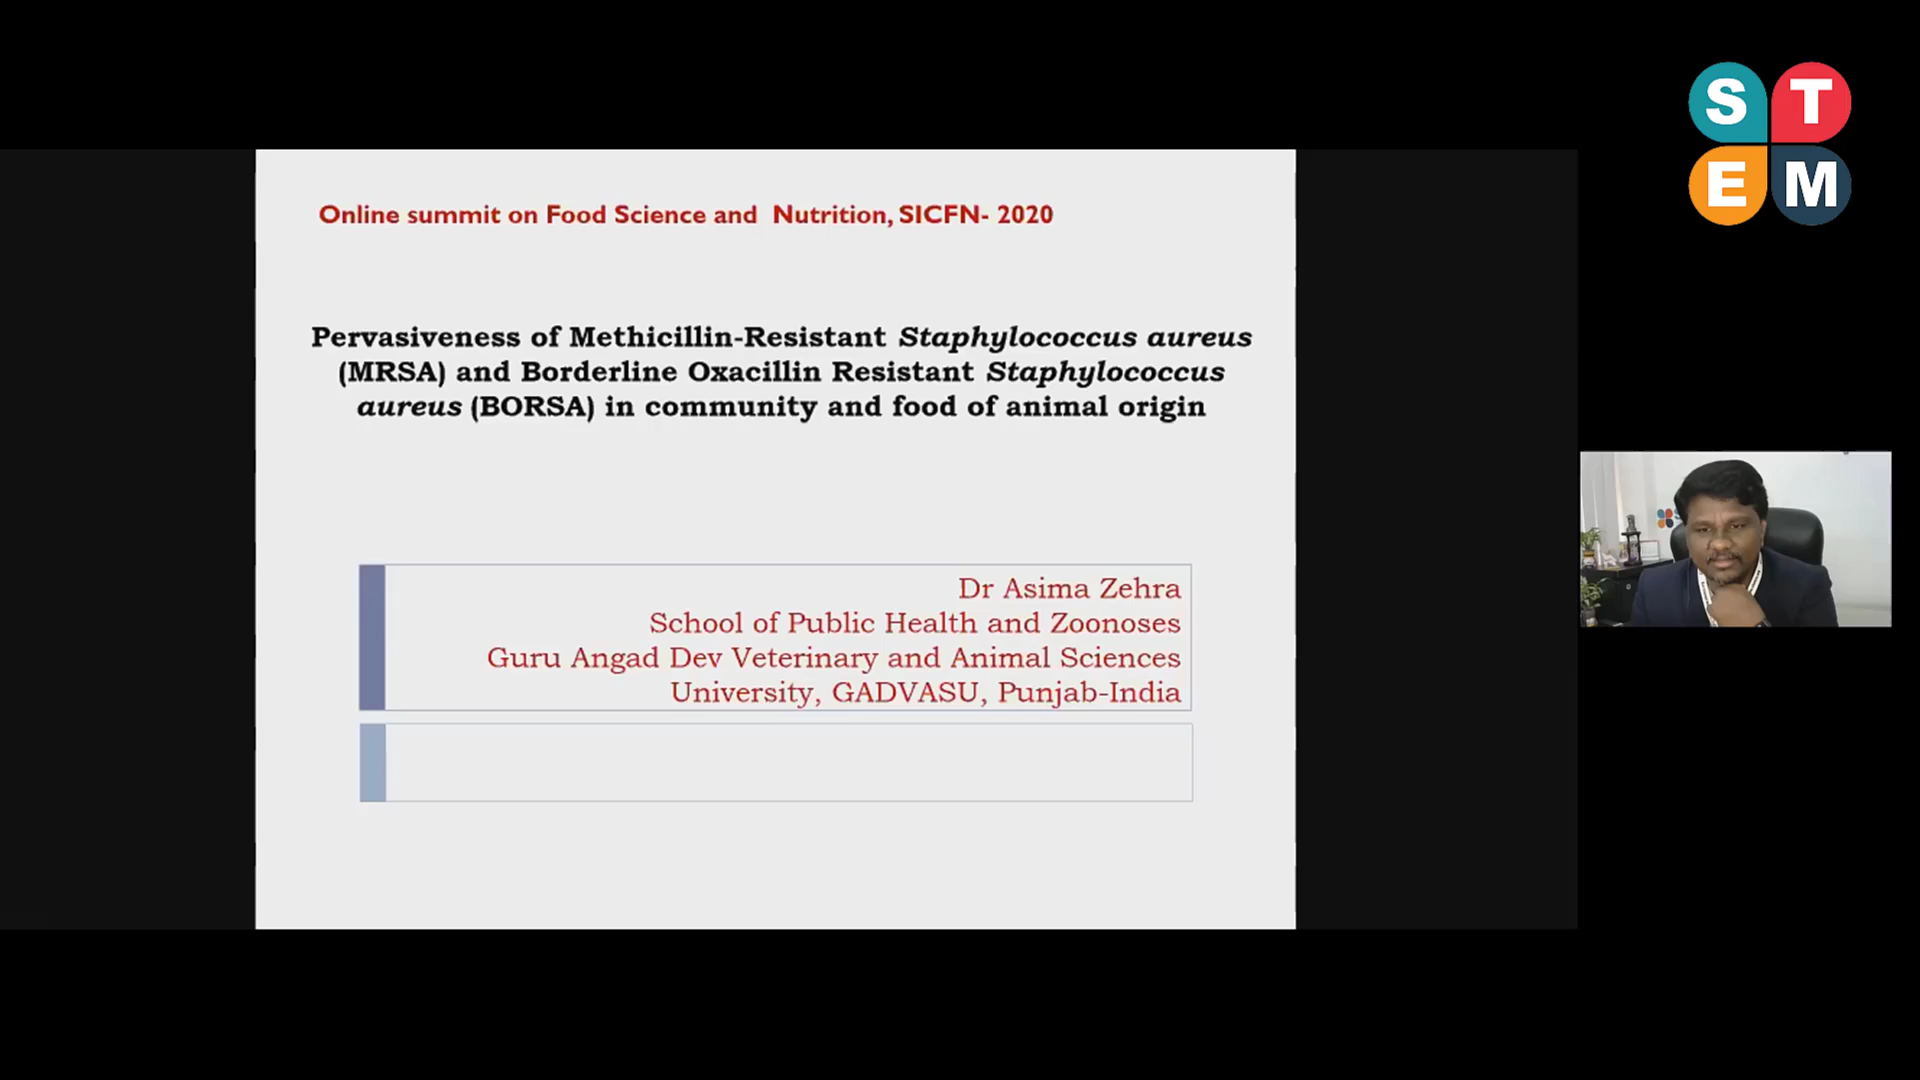 Online summit on Food Science and Nutrition, SICFN- 2020
Pervasiveness of Methicillin-Resistant Staphylococcus aureus
(MRSA) and Borderline Oxacillin Resistant Staphylococcus
aureus (BORSA) in community and food of animal origin
Dr Asima Zehra
School of Public Health and Zoonoses
Guru Angad Dev Veterinary and Animal Sciences
University, GADVASU, Punjab-India
S T
E M